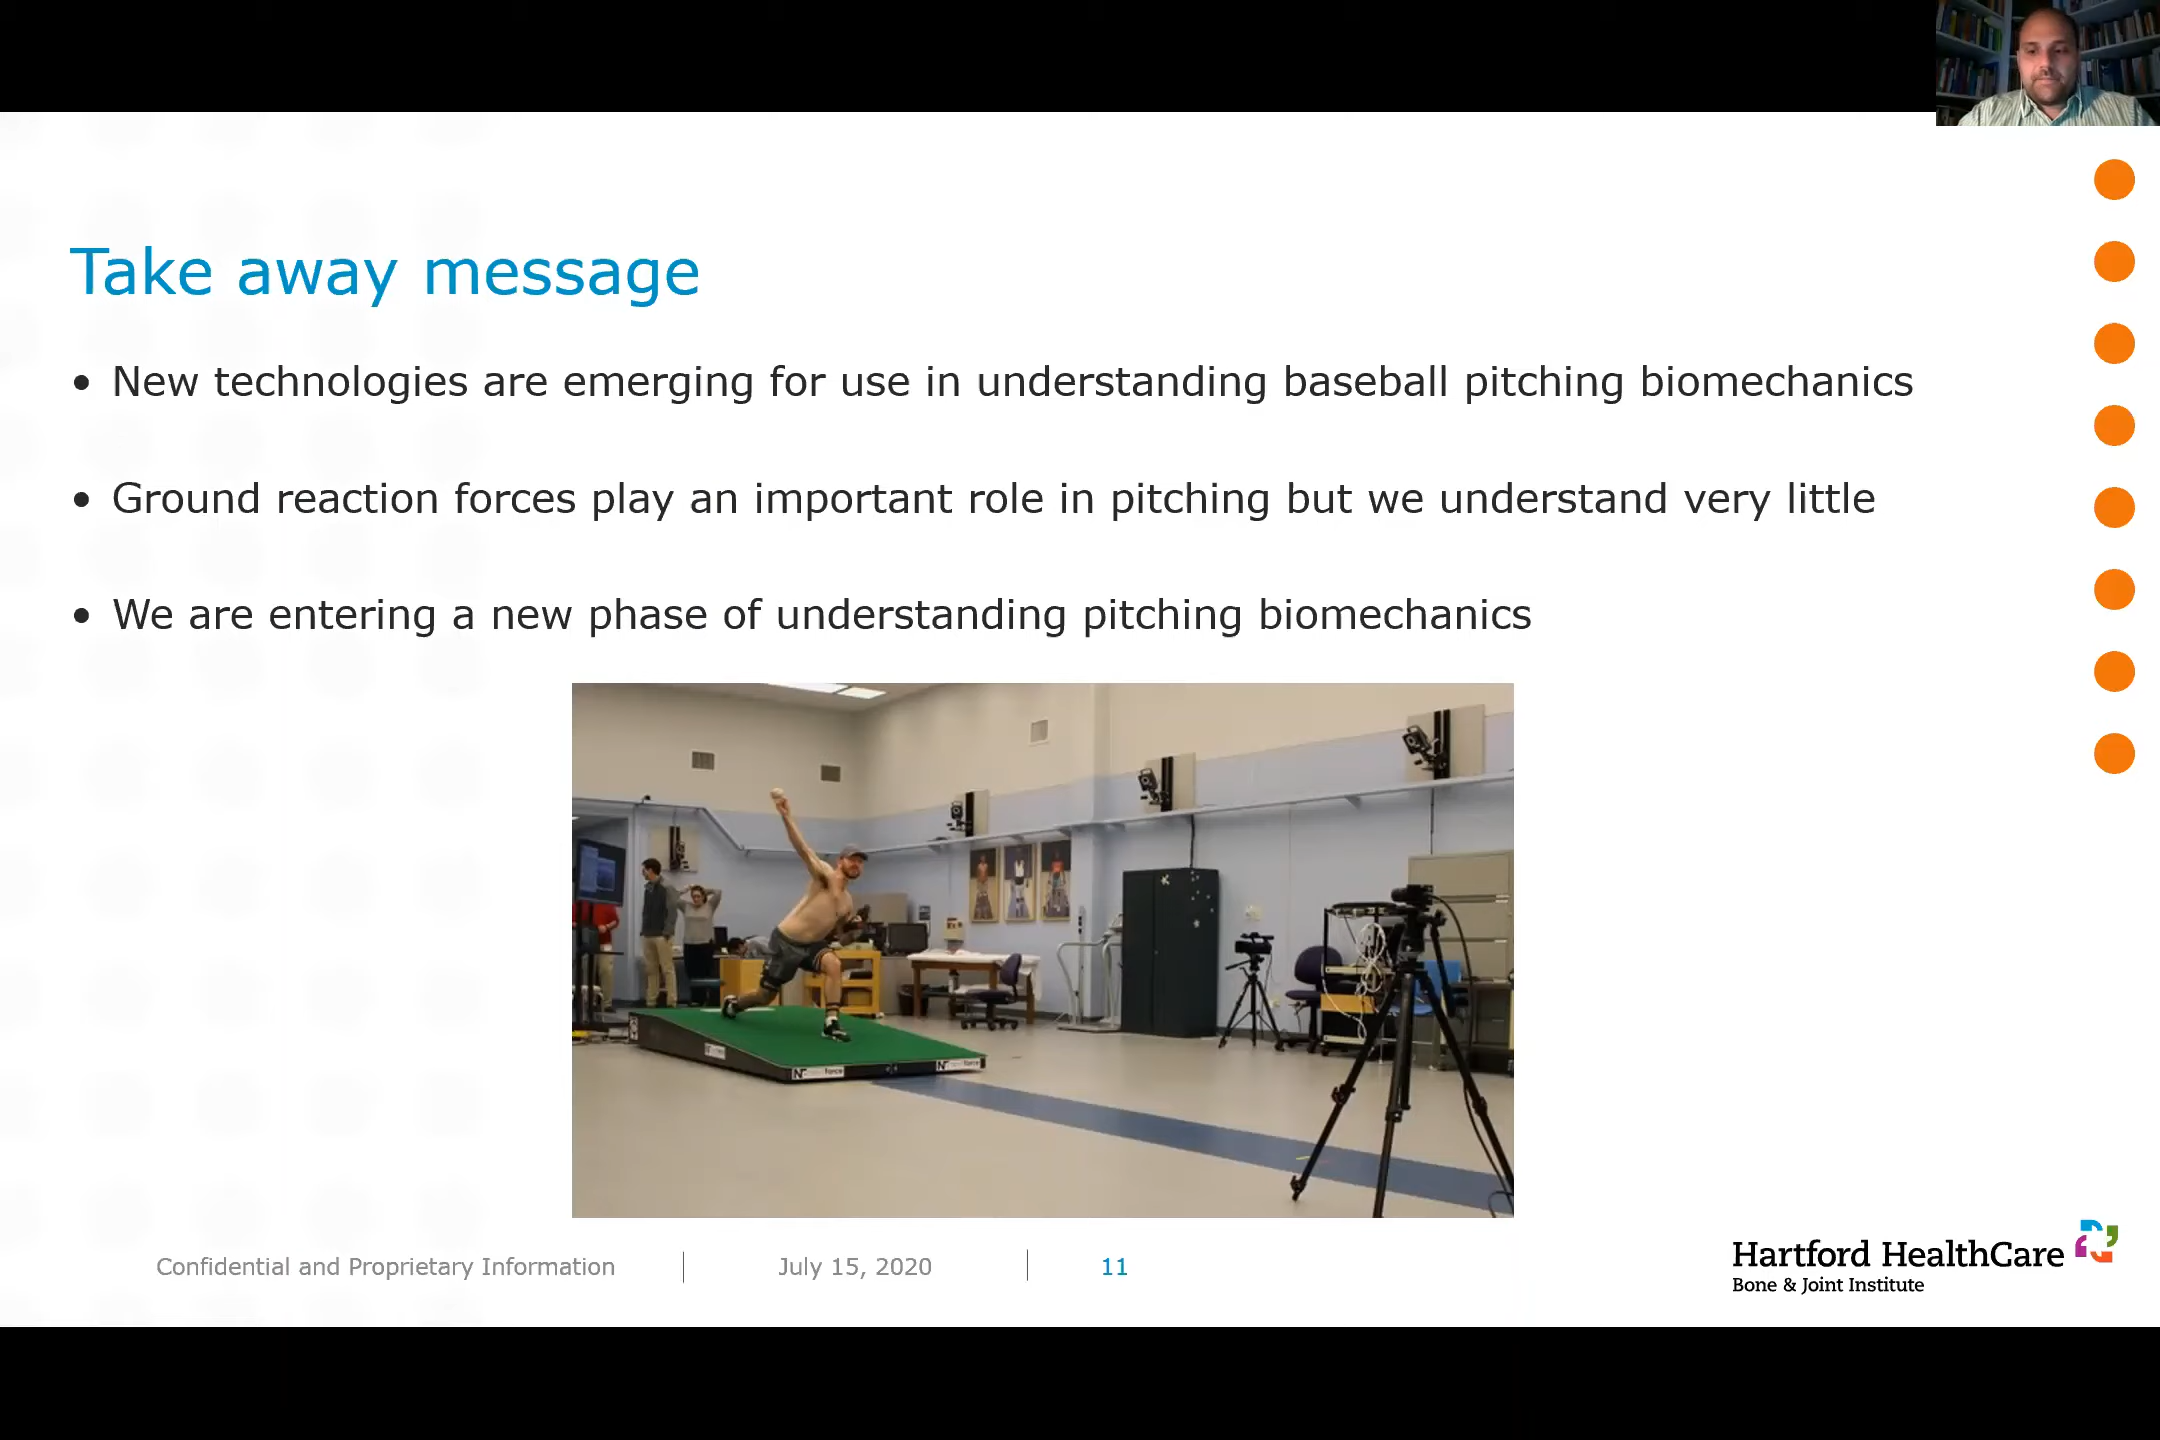 Take away message
• New technologies are emerging for use in understanding baseball pitching biomechanics
• Ground reaction forces play an important role in pitching but we understand very little
• We are entering a new phase of understanding pitching biomechanics
Confidential and Proprietary Information
July 15, 2020
11
Hartford HealthCare
Bone & Joint Institute